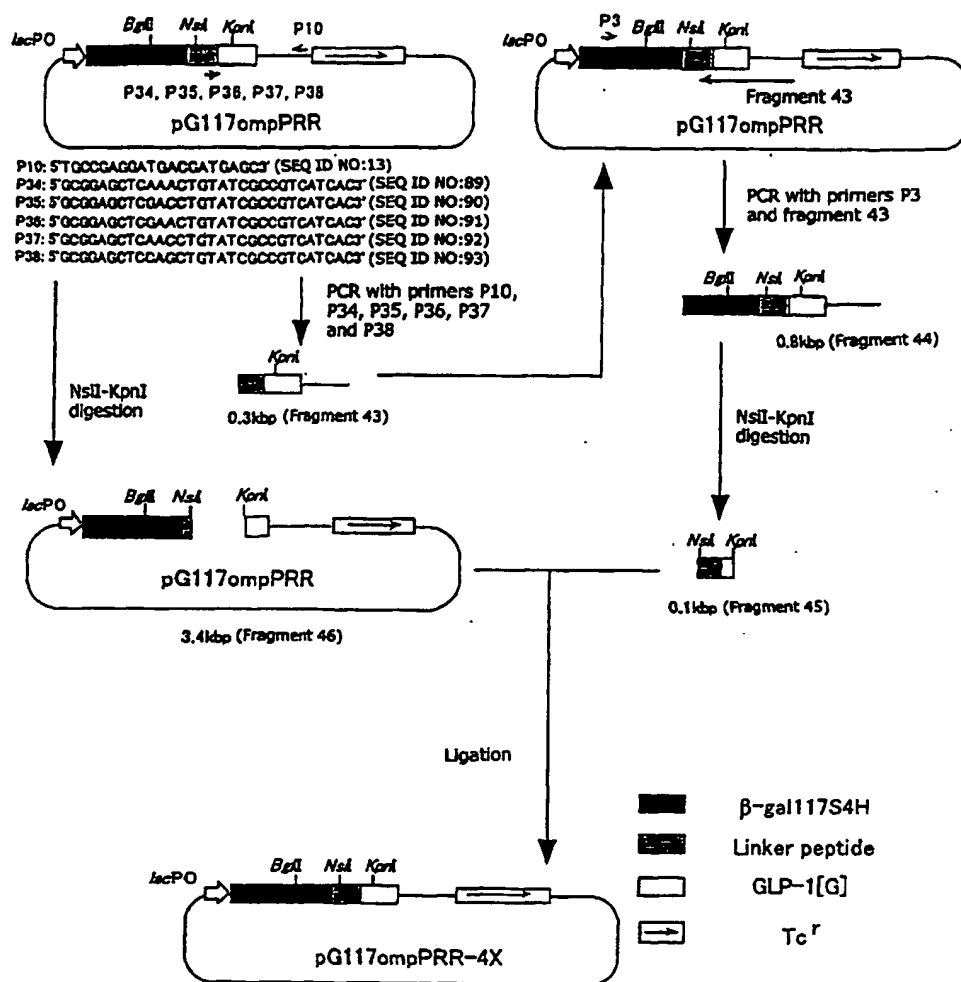 lacPO
BglII
NsiI
KpnI
P10
P34, P35, P36, P37, P38
pG117ompPRR
P10: 5'TGCCGAGGATGACGATGAGC3' (SEQ ID NO:13)
P34: 5'GCGGAGCTCAAACTGTATCGCCGTCATCAC3' (SEQ ID NO:89)
P35: 5'GCGGAGCTCGAACTGTATCGCCGTCATCAC3' (SEQ ID NO:90)
P36: 5'GCGGAGCTCGAACTGTATCGCCGTCATCAC3' (SEQ ID NO:91)
P37: 5'GCGGAGCTCAACCTGTATCGCCGTCATCAC3' (SEQ ID NO:92)
P38: 5'GCGGAGCTCCAGCTGTATCGCCGTCATCAC3' (SEQ ID NO:93)
PCR with primers P10,
P34, P35, P36, P37
and P38
KpnI
0.3kbp (Fragment 43)
NsiI-KpnI
digestion
P3
lacPO
BglII
NsiI
KpnI
Fragment 43
pG117ompPRR
PCR with primers P3
and fragment 43
BglII
NsiI
KpnI
0.8kbp (Fragment 44)
NsiI-KpnI
digestion
NsiI KpnI
0.1kbp (Fragment 45)
lacPO
BglII
NsiI
KpnI
pG117ompPRR
3.4kbp (Fragment 46)
Ligation
lacPO
BglII
NsiI
KpnI
pG117ompPRR-4X
β-gal117S4H
Linker peptide
GLP-1[G]
Tc r